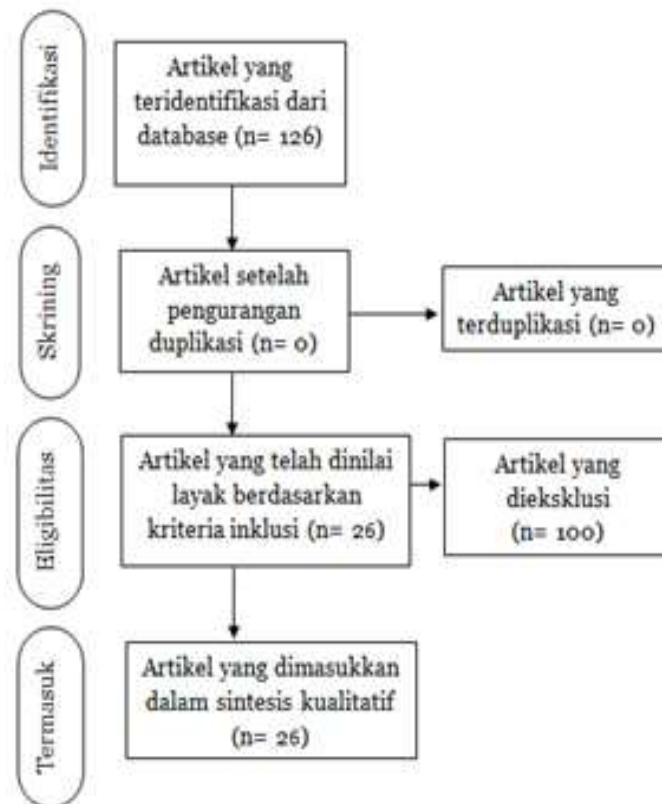 Identifikasi
Artikel yang
teridentifikasi dari
database (n= 126)
Skrining
Artikel setelah
pengurangan
duplikasi (n= 0)
Artikel yang
terduplikasi (n= 0)
Eligibilitas
Artikel yang telah dinilai
layak berdasarkan
kriteria inklusi (n= 26)
Artikel yang
dieksklusi
(n= 100)
Termasuk
Artikel yang dimasukkan
dalam sintesis kualitatif
(n= 26)